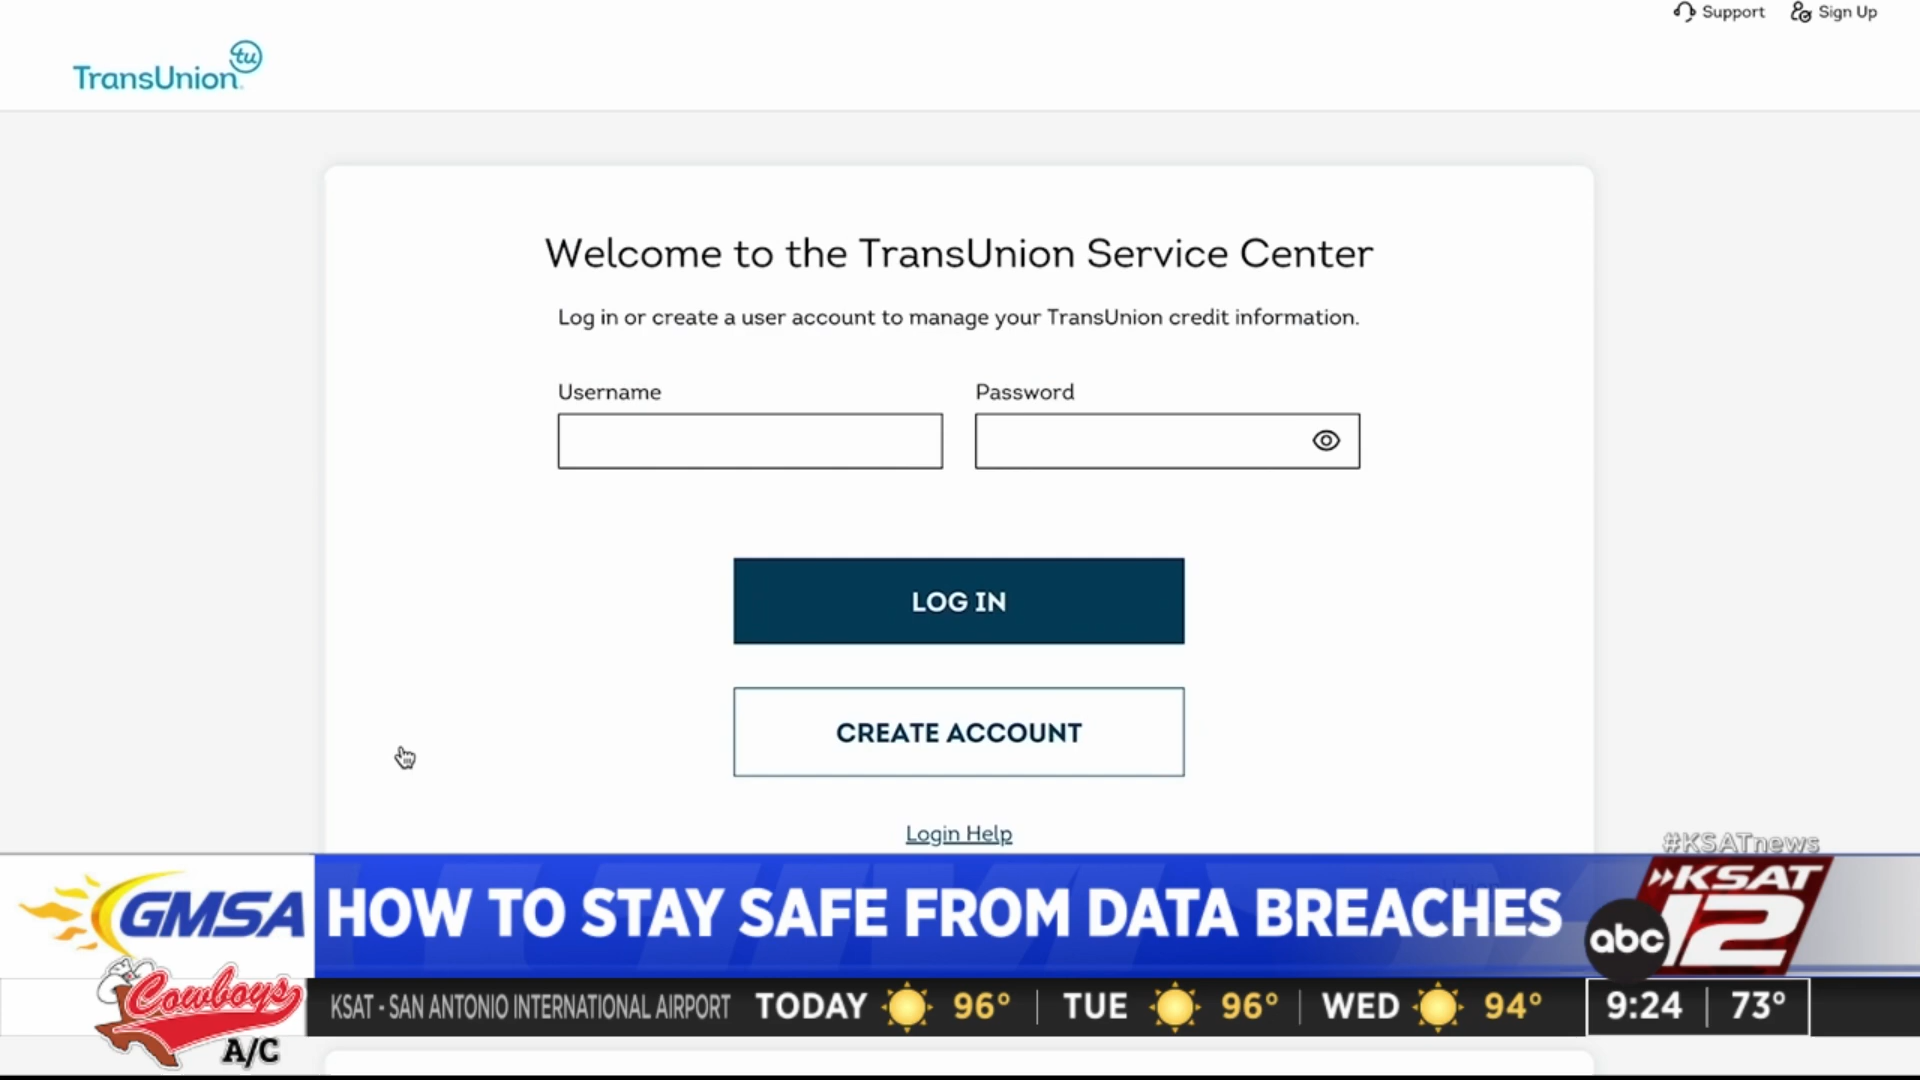 Support
Sign Up
TransUnion
tu
Welcome to the TransUnion Service Center
Log in or create a user account to manage your TransUnion credit information.
Username
Password
LOG IN
CREATE ACCOUNT
Login Help
#KSATnews
GMSA
HOW TO STAY SAFE FROM DATA BREACHES
abc
KSAT
12
Cowboys
A/C
KSAT - SAN ANTONIO INTERNATIONAL AIRPORT TODAY 96° TUE 96° WED 94° 9:24 73°